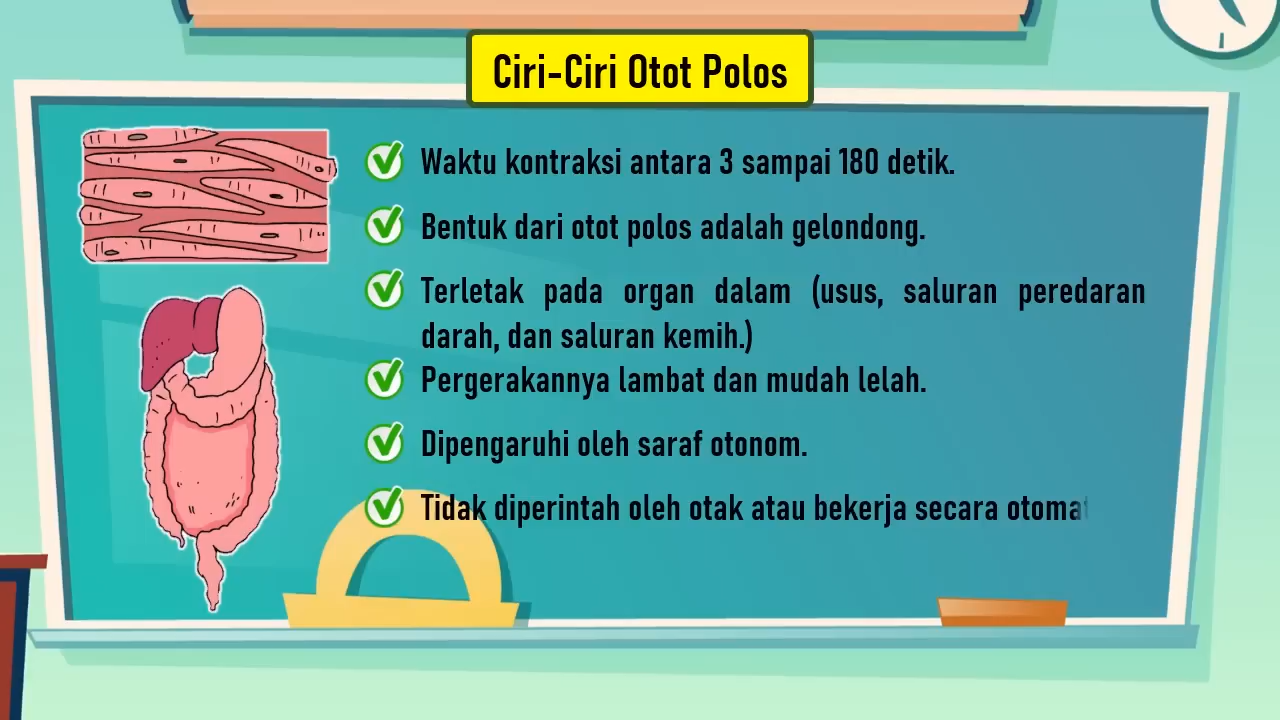 Ciri-Ciri Otot Polos
Waktu kontraksi antara 3 sampai 180 detik.
Bentuk dari otot polos adalah gelondong.
Terletak pada organ dalam (usus, saluran peredaran
darah, dan saluran kemih.)
Pergerakannya lambat dan mudah lelah.
Dipengaruhi oleh saraf otonom.
Tidak diperintah oleh otak atau bekerja secara otomat